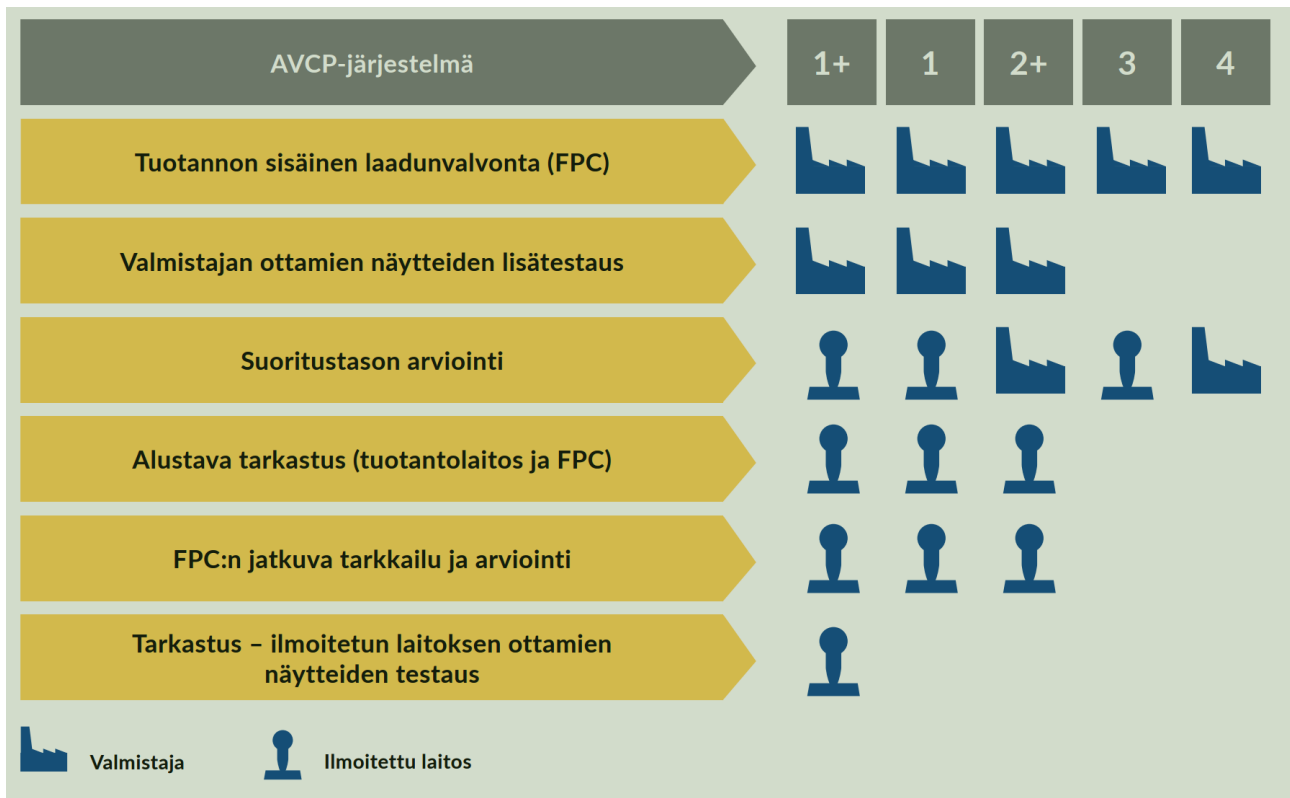 AVCP-järjestelmä
1+ 1 2+ 3 4
Tuotannon sisäinen laadunvalvonta (FPC)
Valmistajan ottamien näytteiden lisätestaus
Suoritustason arviointi
Alustava tarkastus (tuotantolaitos ja FPC)
FPC:n jatkuva tarkkailu ja arviointi
Tarkastus – ilmoitetun laitoksen ottamien
näytteiden testaus
Valmistaja
Ilmoitettu laitos